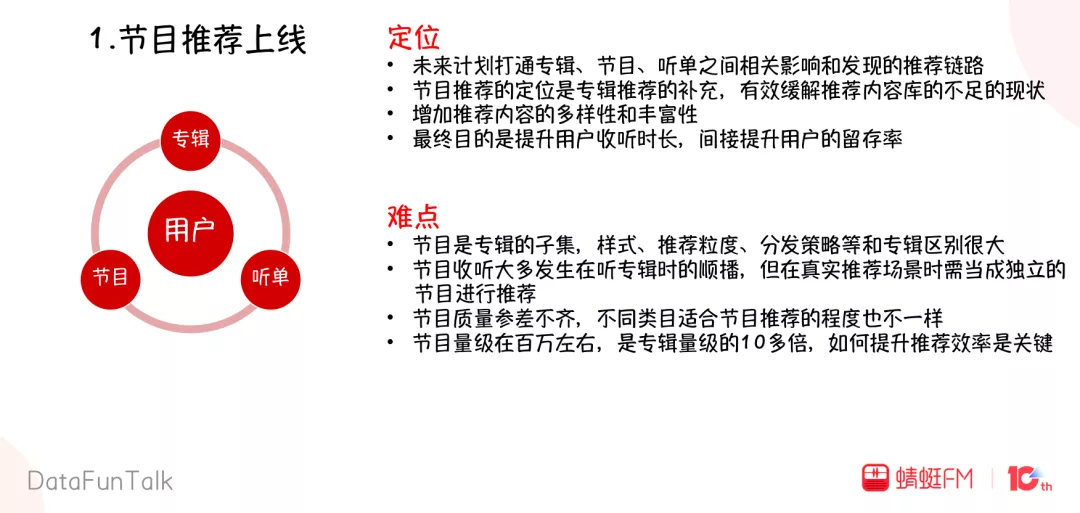 1.节目推荐上线
专辑
用户
节目
听单
定位
• 未来计划打通专辑、节目、听单之间相关影响和发现的推荐链路
• 节目推荐的定位是专辑推荐的补充，有效缓解推荐内容库的不足的现状
• 增加推荐内容的多样性和丰富性
• 最终目的是提升用户收听时长，间接提升用户的留存率
难点
• 节目是专辑的子集，样式、推荐粒度、分发策略等和专辑区别很大
• 节目收听大多发生在听专辑时的顺播，但在真实推荐场景时需当成独立的
节目进行推荐
• 节目质量参差不齐，不同类目适合节目推荐的程度也不一样
• 节目量级在百万左右，是专辑量级的10多倍，如何提升推荐效率是关键
DataFunTalk
蜻蜓FM
10th